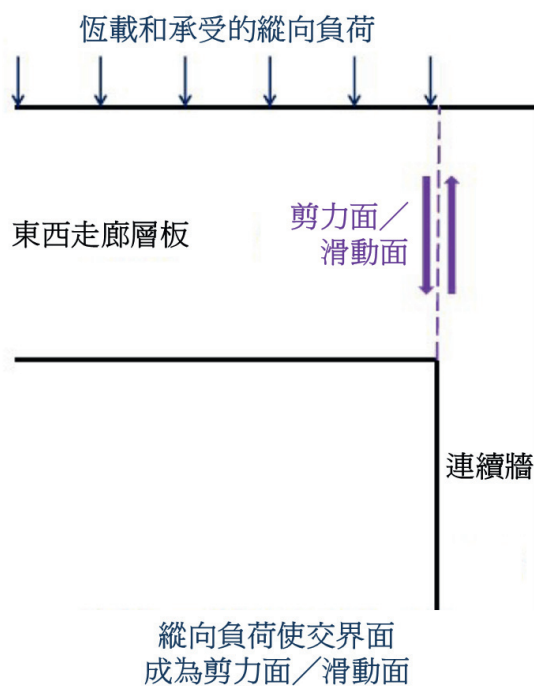 恆載和承受的縱向負荷
剪力面／
滑動面
東西走廊層板
連續牆
縱向負荷使交界面
成為剪力面／滑動面